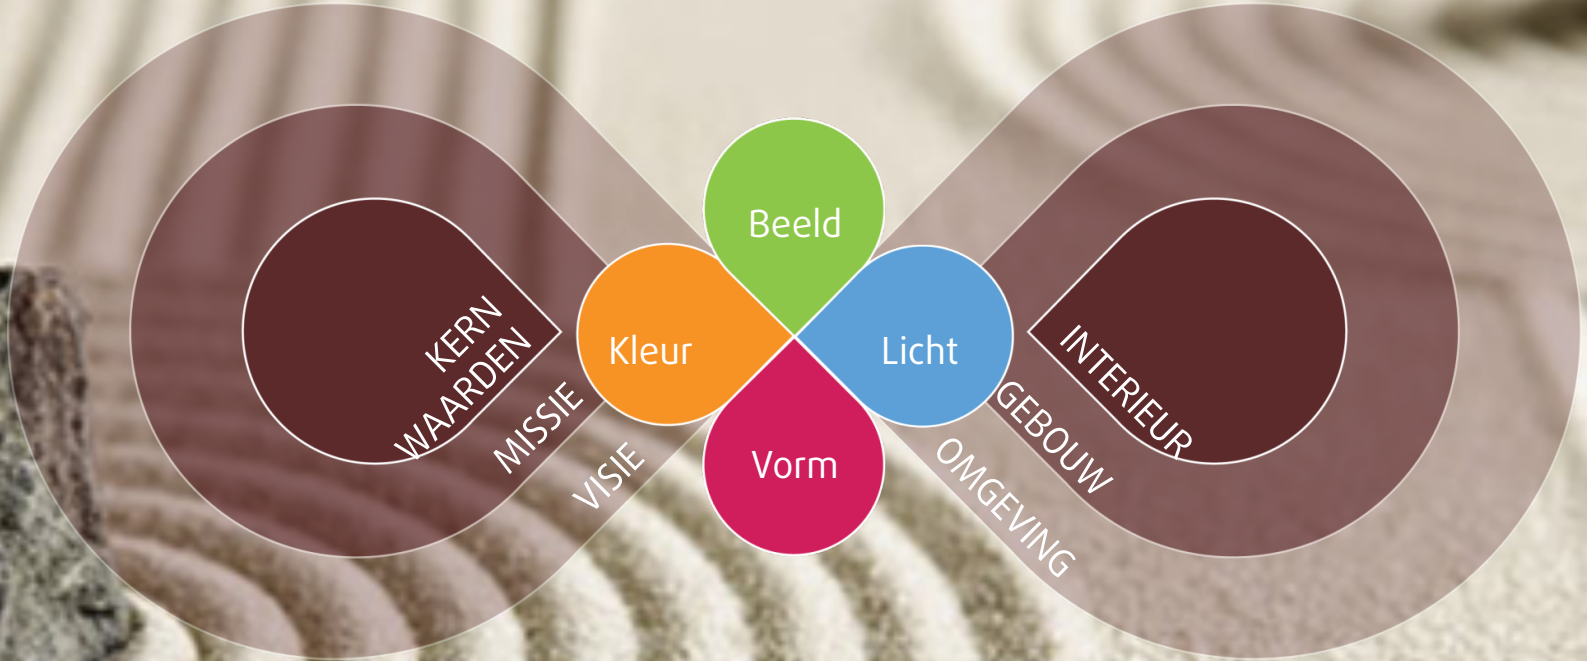 KERN
WAARDEN
MISSIE
VISIE
Beeld
Kleur
Licht
Vorm
INTERIEUR
GEBOUW
OMGEVING